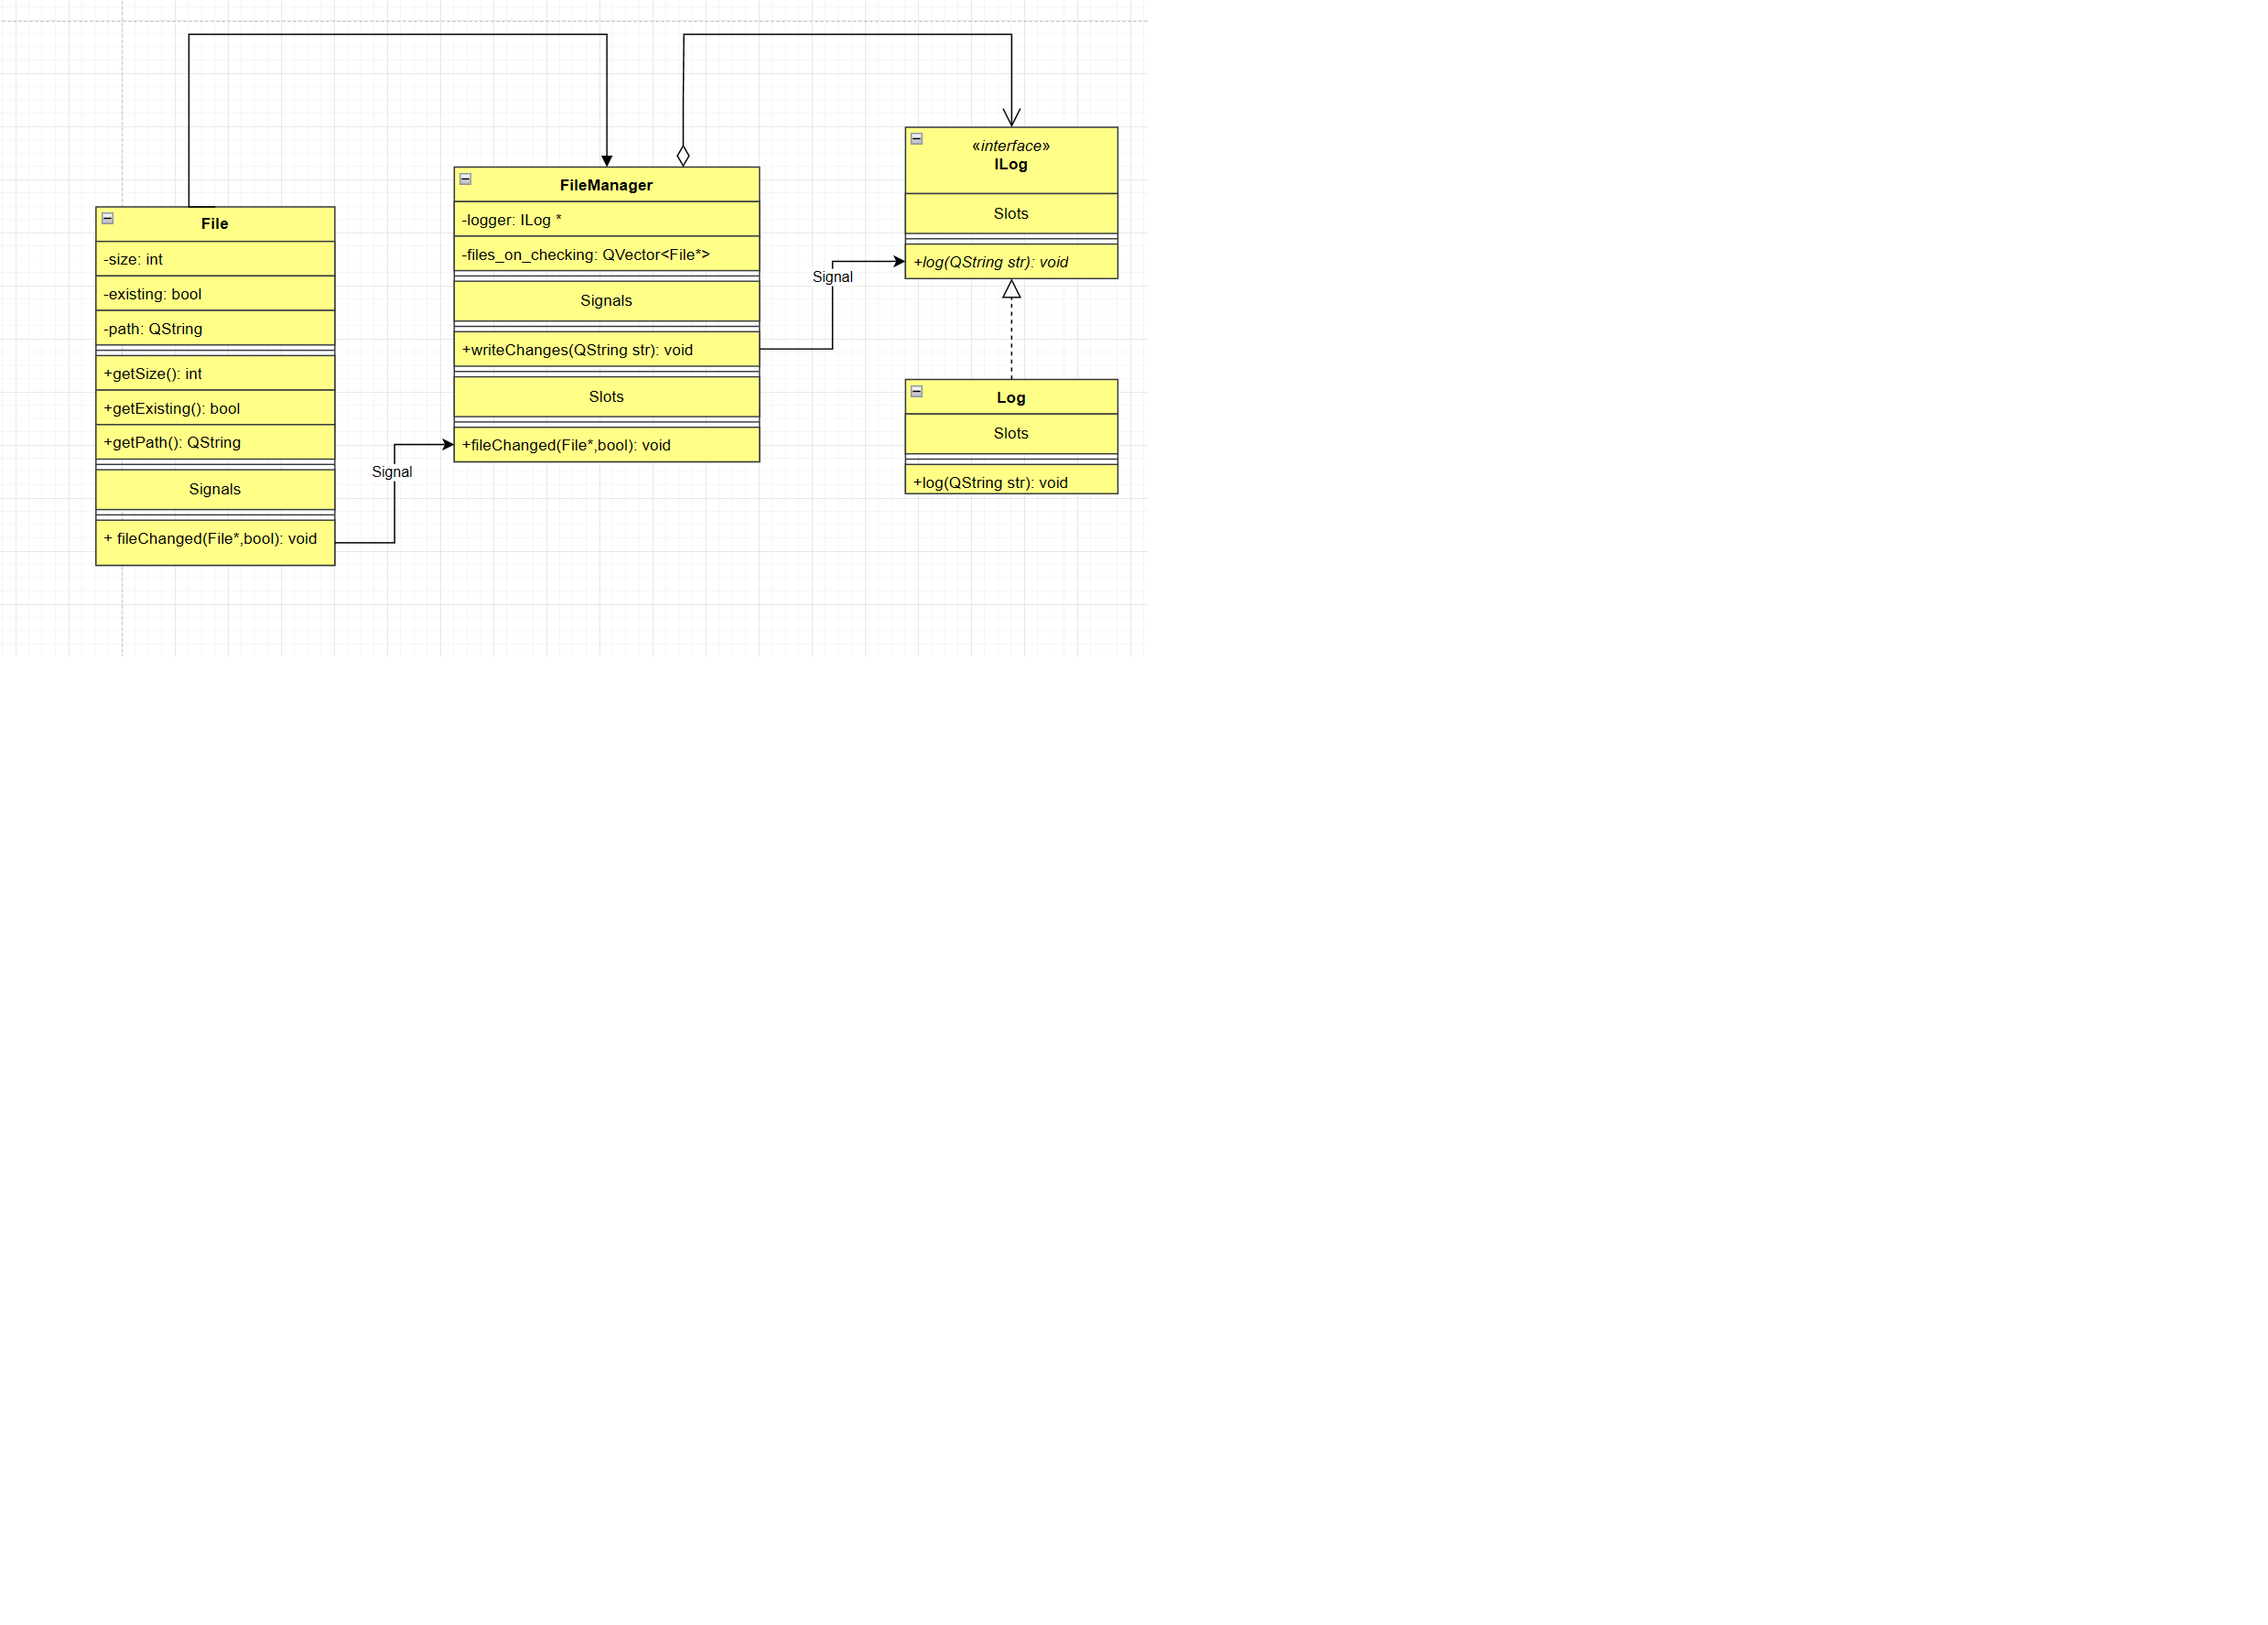 File
-size: int
-existing: bool
-path: QString
+getSize(): int
+getExisting(): bool
+getPath(): QString
Signals
+ fileChanged(File*,bool): void
Signal
FileManager
-logger: ILog *
-files_on_checking: QVector<File*>
Signals
+writeChanges(QString str): void
Slots
+fileChanged(File*,bool): void
Signal
«interface»
ILog
Slots
+log(QString str): void
Log
Slots
+log(QString str): void